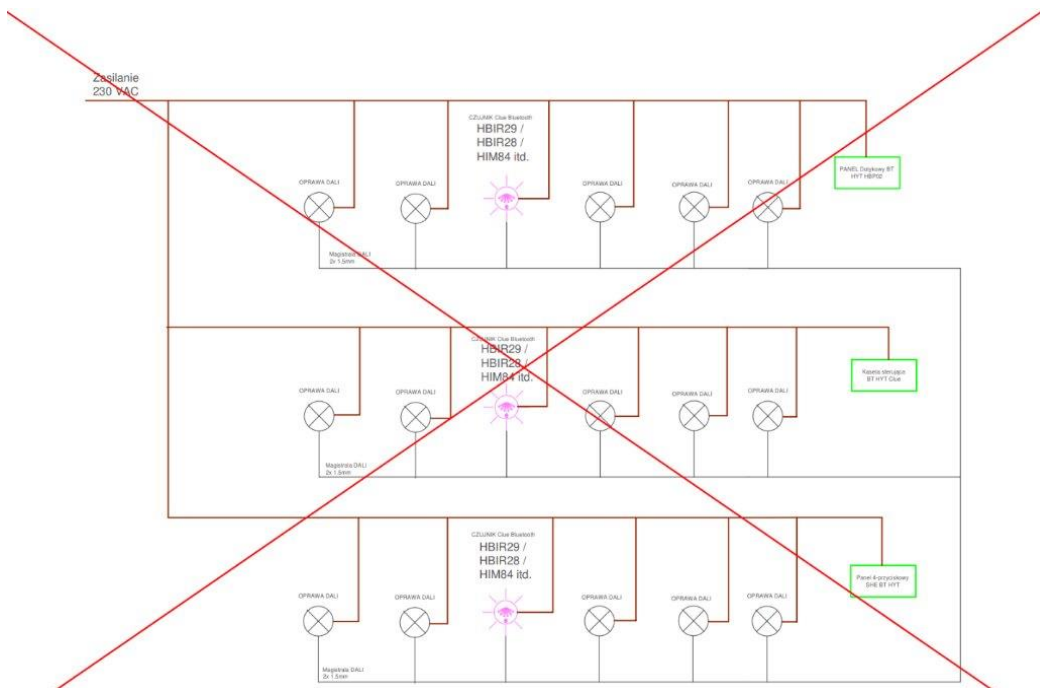 Zasilanie
230 VAC
CZUJNIK Clue Bluetooth
HBIR29 /
HBIR28 /
HIM84 itd.
PANEL Dotykowy BT
HYT HBP02
OPRAWA DALI
OPRAWA DALI
OPRAWA DALI
OPRAWA DALI
OPRAWA DALI
Magistrala DALI
2x 1.5mm
CZUJNIK Clue Bluetooth
HBIR29 /
HBIR28 /
HIM84 itd.
Kaseta sterująca
BT HYT Clue
OPRAWA DALI
OPRAWA DALI
OPRAWA DALI
OPRAWA DALI
OPRAWA DALI
Magistrala DALI
2x 1.5mm
CZUJNIK Clue Bluetooth
HBIR29 /
HBIR28 /
HIM84 itd.
Panel 4-przyciskowy
SHE BT HYT
OPRAWA DALI
OPRAWA DALI
OPRAWA DALI
OPRAWA DALI
OPRAWA DALI
Magistrala DALI
2x 1.5mm